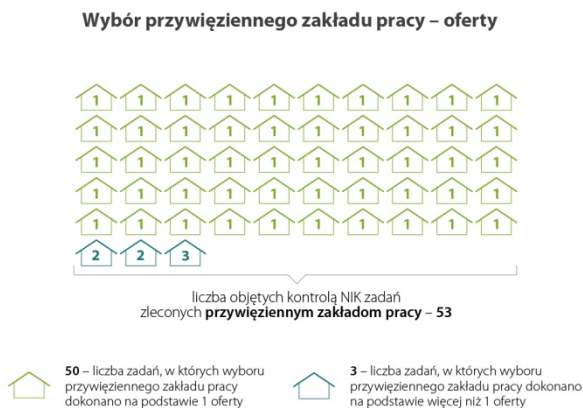 Wybór przywięziennego zakładu pracy – oferty
1 1 1 1 1 1 1 1 1 1
1 1 1 1 1 1 1 1 1 1
1 1 1 1 1 1 1 1 1 1
1 1 1 1 1 1 1 1 1 1
1 1 1 1 1 1 1 1 1 1
2 2 3
liczba objętych kontrolą NIK zadań
zleconych przywięziennym zakładom pracy – 53
50 – liczba zadań, w których wyboru
przywięziennego zakładu pracy
dokonano na podstawie 1 oferty
3 – liczba zadań, w których wyboru
przywięziennego zakładu pracy dokonano
na podstawie więcej niż 1 oferty